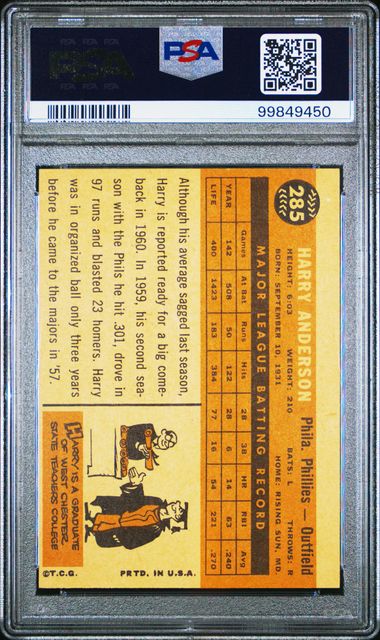 PSA
99849450
285
HARRY ANDERSON Phila. Phillies — Outfield
HEIGHT: 6:03 WEIGHT: 210 BATS: L THROWS: R
BORN: SEPTEMBER 10, 1931 HOME: RISING SUN, MD.
MAJOR LEAGUE BATTING RECORD
Games At Bat Runs Hits 2B 3B HR RBI Avg
YEAR 142 508 50 122 28 6 14 63 .240
LIFE 400 1423 183 384 77 16 54 221 .270
Although his average sagged last season,
Harry is reported ready for a big come-
back in 1960. In 1959, his second sea-
son with the Phils he hit .301, drove in
97 runs and blasted 23 homers. Harry
was in organized ball only three years
before he came to the majors in '57.
HARRY IS A GRADUATE
OF WEST CHESTER
STATE TEACHERS COLLEGE
©T.C.G. PRTD. IN U.S.A.